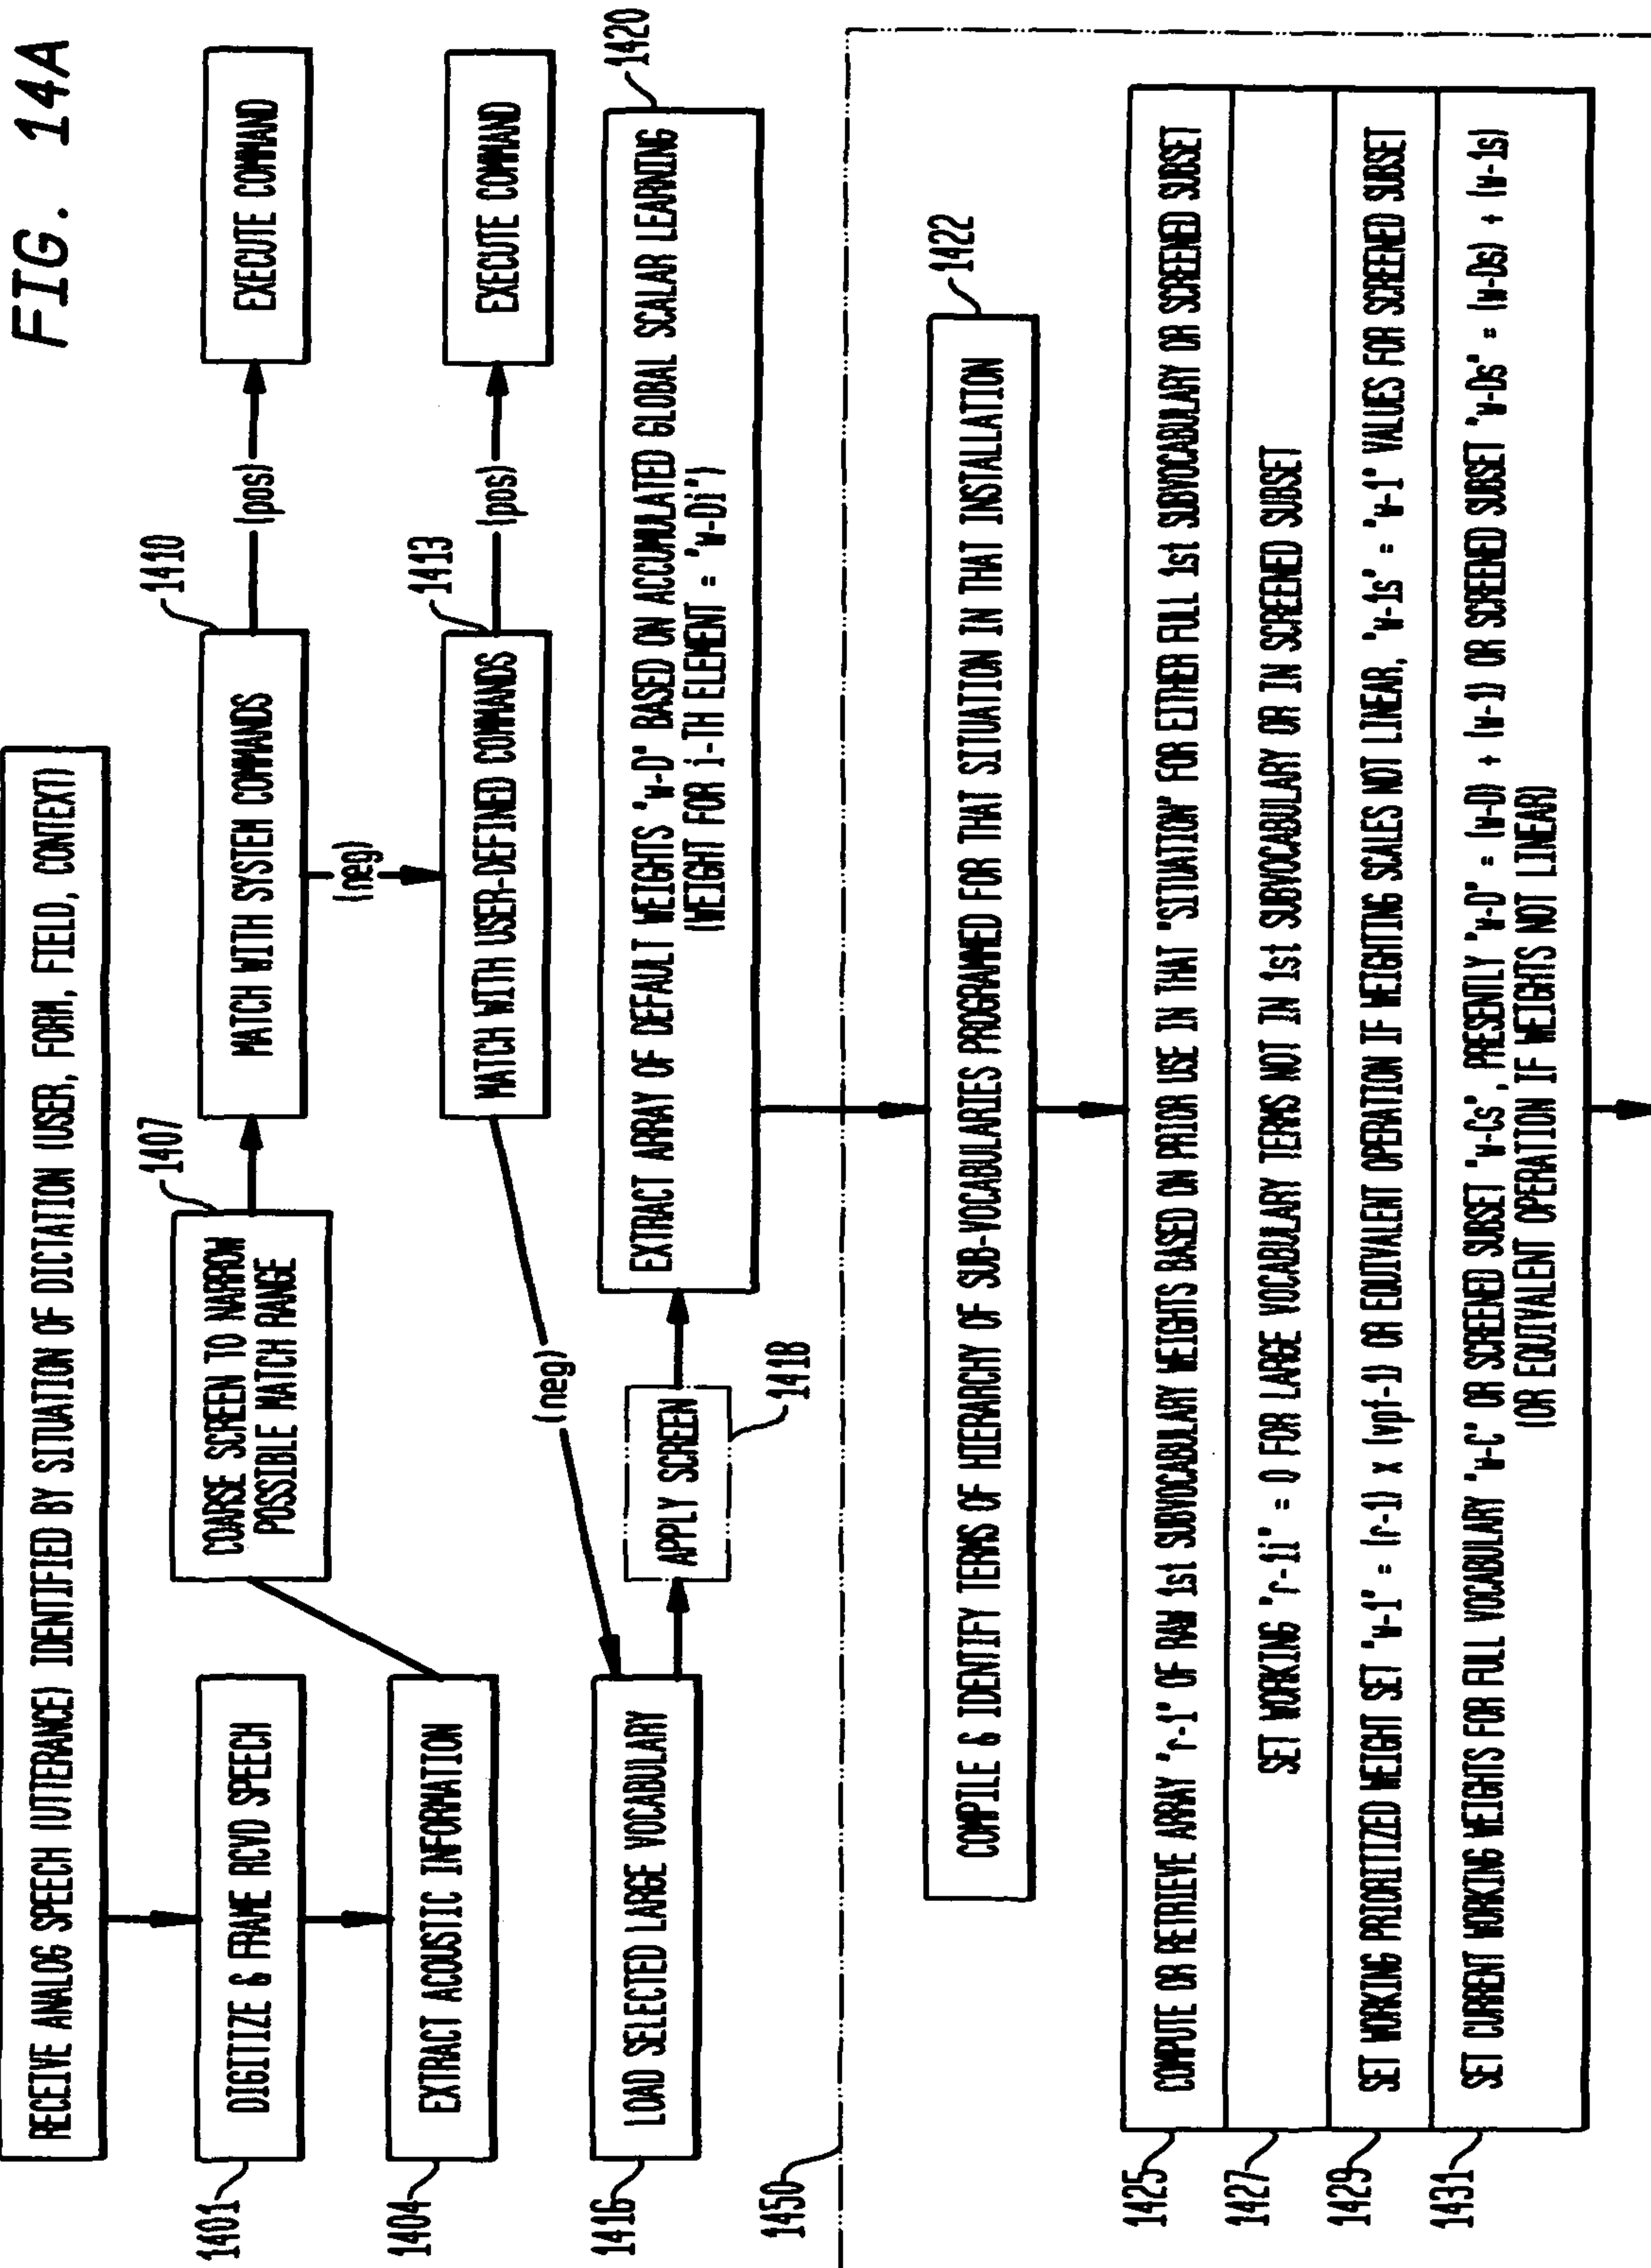 FIG. 14A
RECEIVE ANALOG SPEECH (UTTERANCE) IDENTIFIED BY SITUATION OF DICTATION (USER, FORM, FIELD, CONTEXT)
1401
DIGITIZE & FRAME RCVD SPEECH
1404
EXTRACT ACOUSTIC INFORMATION
1407
COARSE SCREEN TO NARROW
POSSIBLE MATCH RANGE
1410
MATCH WITH SYSTEM COMMANDS
(pos)
EXECUTE COMMAND
(neg)
1413
MATCH WITH USER-DEFINED COMMANDS
(pos)
EXECUTE COMMAND
(neg)
1416
LOAD SELECTED LARGE VOCABULARY
APPLY SCREEN
1418
1420
EXTRACT ARRAY OF DEFAULT WEIGHTS "w-D" BASED ON ACCUMULATED GLOBAL SCALAR LEARNING
(WEIGHT FOR i-TH ELEMENT = "w-Di")
1450
1422
COMPILE & IDENTIFY TERMS OF HIERARCHY OF SUB-VOCABULARIES PROGRAMMED FOR THAT SITUATION IN THAT INSTALLATION
1425
COMPUTE OR RETRIEVE ARRAY "r-1" OF RAW 1st SUBVOCABULARY WEIGHTS BASED ON PRIOR USE IN THAT "SITUATION" FOR EITHER FULL 1st SUBVOCABULARY OR SCREENED SUBSET
1427
SET WORKING "r-1i" = 0 FOR LARGE VOCABULARY TERMS NOT IN 1st SUBVOCABULARY OR IN SCREENED SUBSET
1429
SET WORKING PRIORITIZED WEIGHT SET "w-1" = (r-1) x (vpf-1) OR EQUIVALENT OPERATION IF WEIGHTING SCALES NOT LINEAR, "w-1s" = "w-1" VALUES FOR SCREENED SUBSET
1431
SET CURRENT WORKING WEIGHTS FOR FULL VOCABULARY "w-C" OR SCREENED SUBSET "w-Cs", PRESENTLY "w-D" = (w-D) + (w-1) OR SCREENED SUBSET "w-Ds" = (w-Ds) + (w-1s)
(OR EQUIVALENT OPERATION IF WEIGHTS NOT LINEAR)